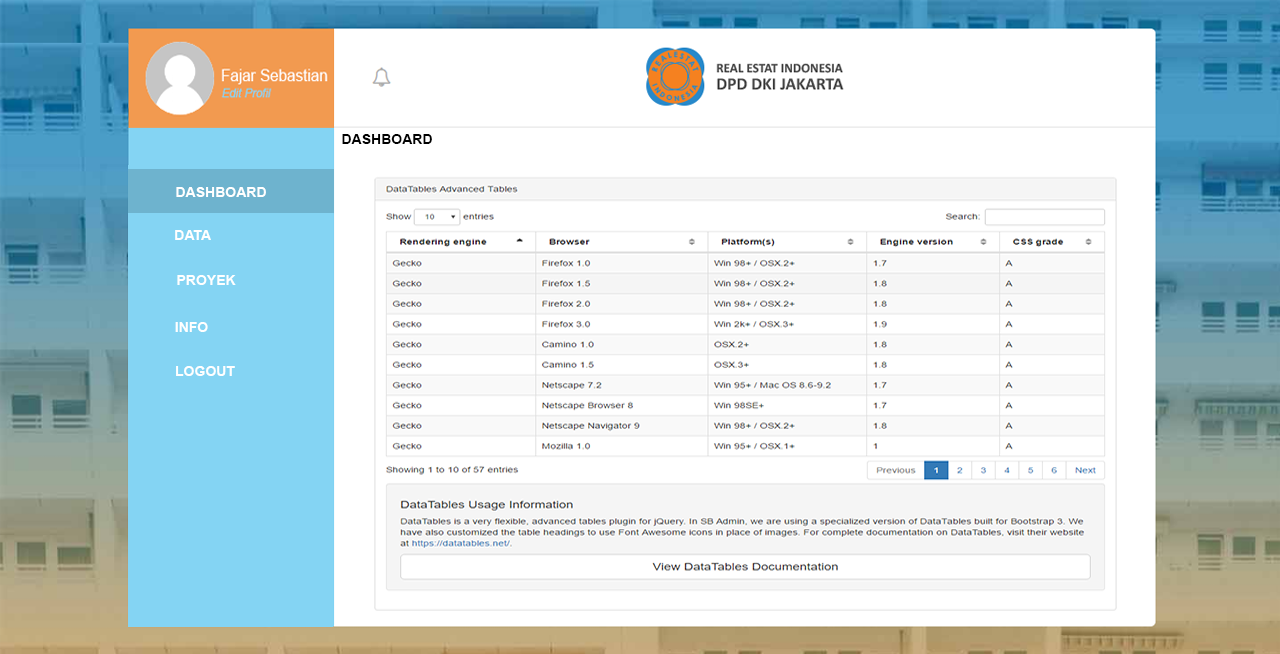 Fajar Sebastian
Edit Profil
REAL ESTAT INDONESIA
REAL ESTAT INDONESIA
DPD DKI JAKARTA
DASHBOARD
DASHBOARD
DATA
PROYEK
INFO
LOGOUT
DataTables Advanced Tables
Show 10 entries Search:
Rendering engine Browser Platform(s) Engine version CSS grade
Gecko Firefox 1.0 Win 98+ / OSX.2+ 1.7 A
Gecko Firefox 1.5 Win 98+ / OSX.2+ 1.8 A
Gecko Firefox 2.0 Win 98+ / OSX.2+ 1.8 A
Gecko Firefox 3.0 Win 2k+ / OSX.3+ 1.9 A
Gecko Camino 1.0 OSX.2+ 1.8 A
Gecko Camino 1.5 OSX.3+ 1.8 A
Gecko Netscape 7.2 Win 95+ / Mac OS 8.6-9.2 1.7 A
Gecko Netscape Browser 8 Win 98SE+ 1.7 A
Gecko Netscape Navigator 9 Win 98+ / OSX.2+ 1.8 A
Gecko Mozilla 1.0 Win 95+ / OSX.1+ 1 A
Showing 1 to 10 of 57 entries Previous 1 2 3 4 5 6 Next
DataTables Usage Information
DataTables is a very flexible, advanced tables plugin for jQuery. In SB Admin, we are using a specialized version of DataTables built for Bootstrap 3. We
have also customized the table headings to use Font Awesome icons in place of images. For complete documentation on DataTables, visit their website
at https://datatables.net/.
View DataTables Documentation